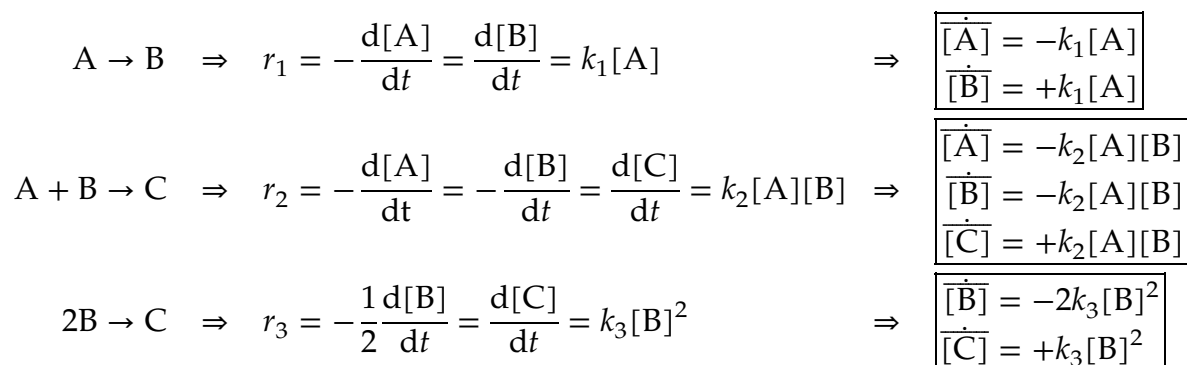 A → B ⇒ r₁ = −d[A]/dt = d[B]/dt = k₁[A] ⇒ [Ȧ] = −k₁[A]
[Ḃ] = +k₁[A]
A + B → C ⇒ r₂ = −d[A]/dt = −d[B]/dt = d[C]/dt = k₂[A][B] ⇒ [Ȧ] = −k₂[A][B]
[Ḃ] = −k₂[A][B]
[Ċ] = +k₂[A][B]
2B → C ⇒ r₃ = −1/2 d[B]/dt = d[C]/dt = k₃[B]² ⇒ [Ḃ] = −2k₃[B]²
[Ċ] = +k₃[B]²